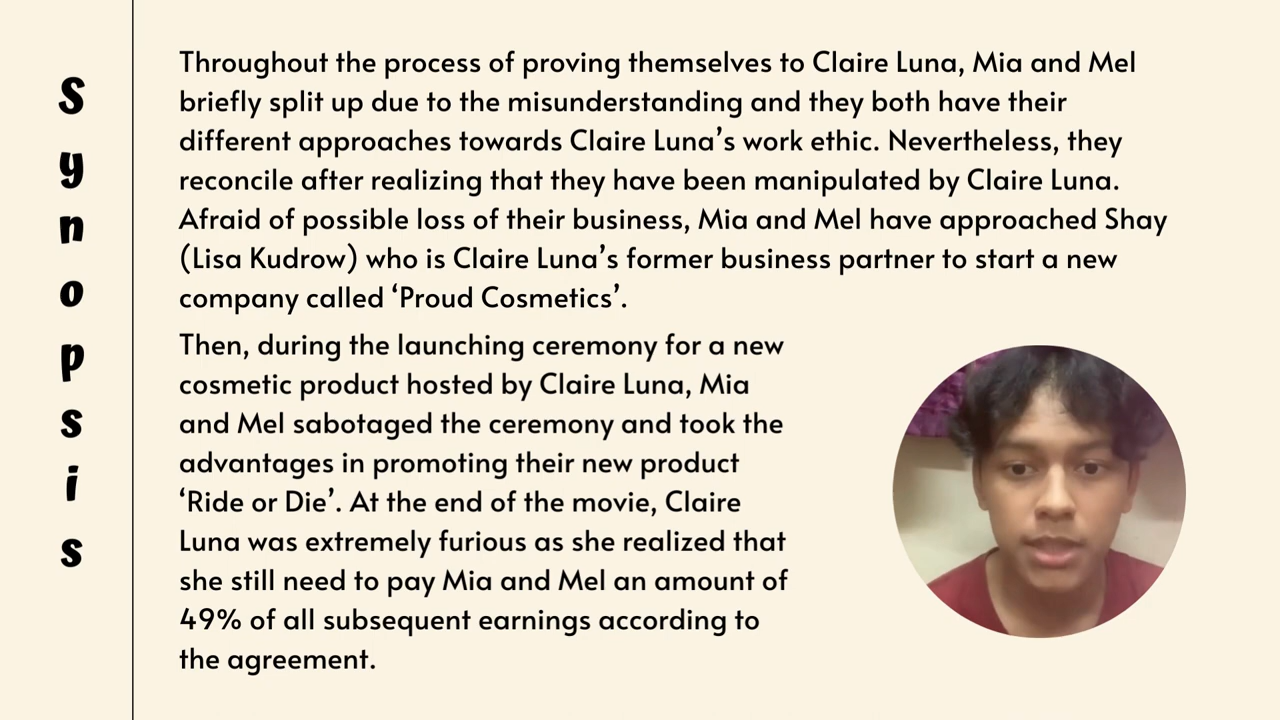 Synopsis
Throughout the process of proving themselves to Claire Luna, Mia and Mel
briefly split up due to the misunderstanding and they both have their
different approaches towards Claire Luna’s work ethic. Nevertheless, they
reconcile after realizing that they have been manipulated by Claire Luna.
Afraid of possible loss of their business, Mia and Mel have approached Shay
(Lisa Kudrow) who is Claire Luna’s former business partner to start a new
company called ‘Proud Cosmetics’.
Then, during the launching ceremony for a new
cosmetic product hosted by Claire Luna, Mia
and Mel sabotaged the ceremony and took the
advantages in promoting their new product
‘Ride or Die’. At the end of the movie, Claire
Luna was extremely furious as she realized that
she still need to pay Mia and Mel an amount of
49% of all subsequent earnings according to
the agreement.